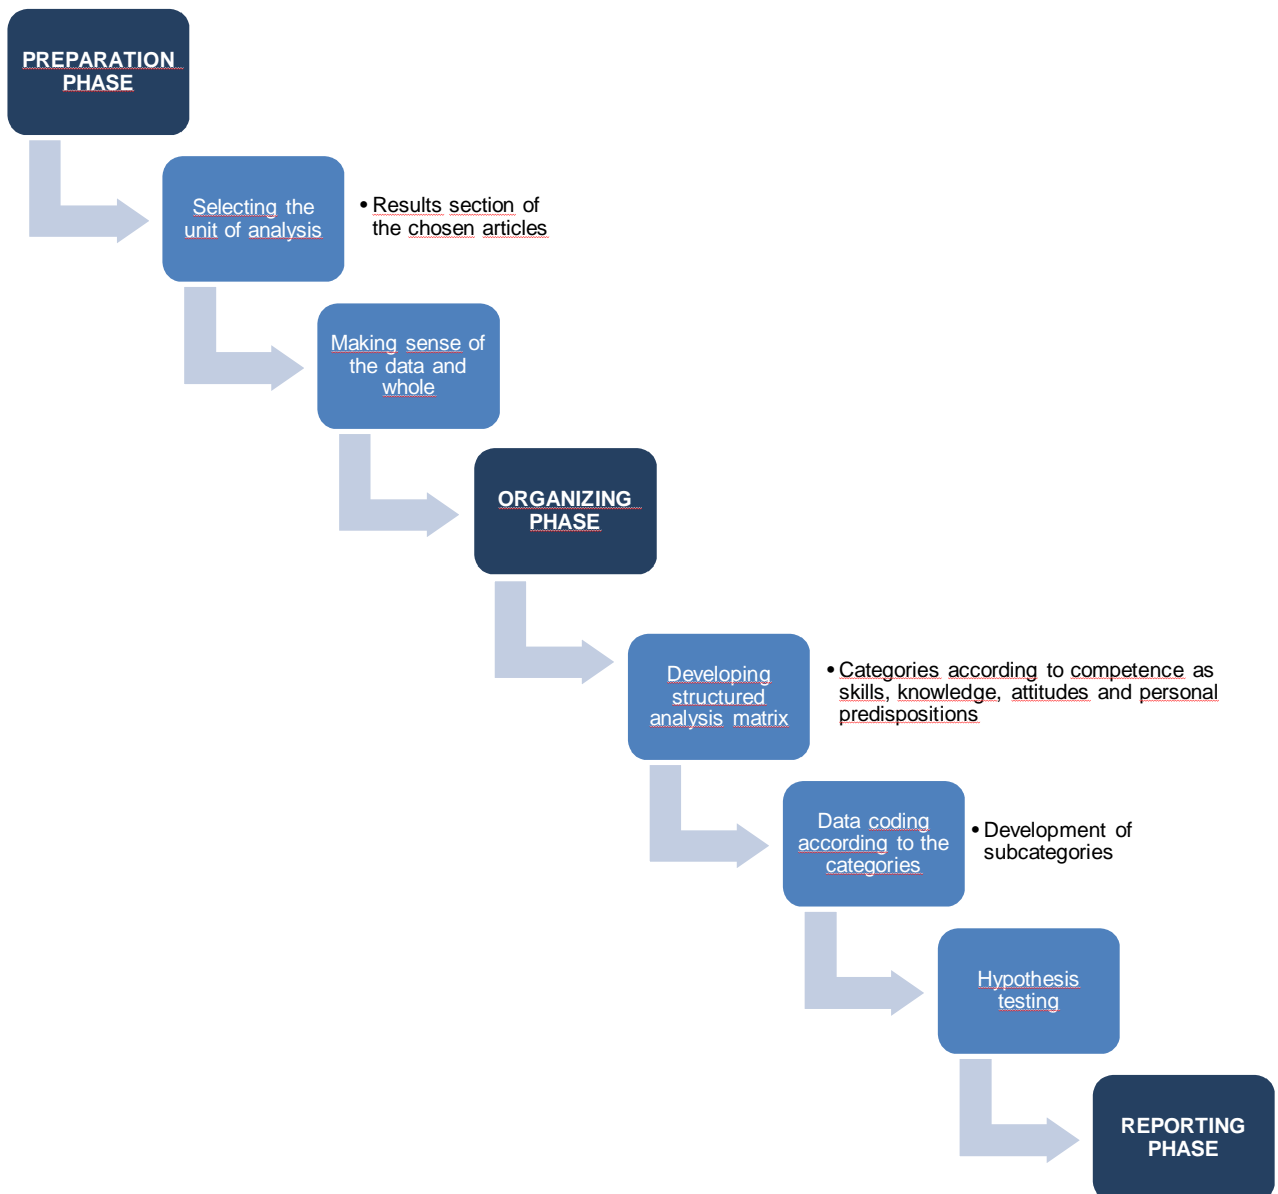 PREPARATION
PHASE
Selecting the
unit of analysis
• Results section of
the chosen articles
Making sense of
the data and
whole
ORGANIZING
PHASE
Developing
structured
analysis matrix
• Categories according to competence as
skills, knowledge, attitudes and personal
predispositions
Data coding
according to the
categories
• Development of
subcategories
Hypothesis
testing
REPORTING
PHASE